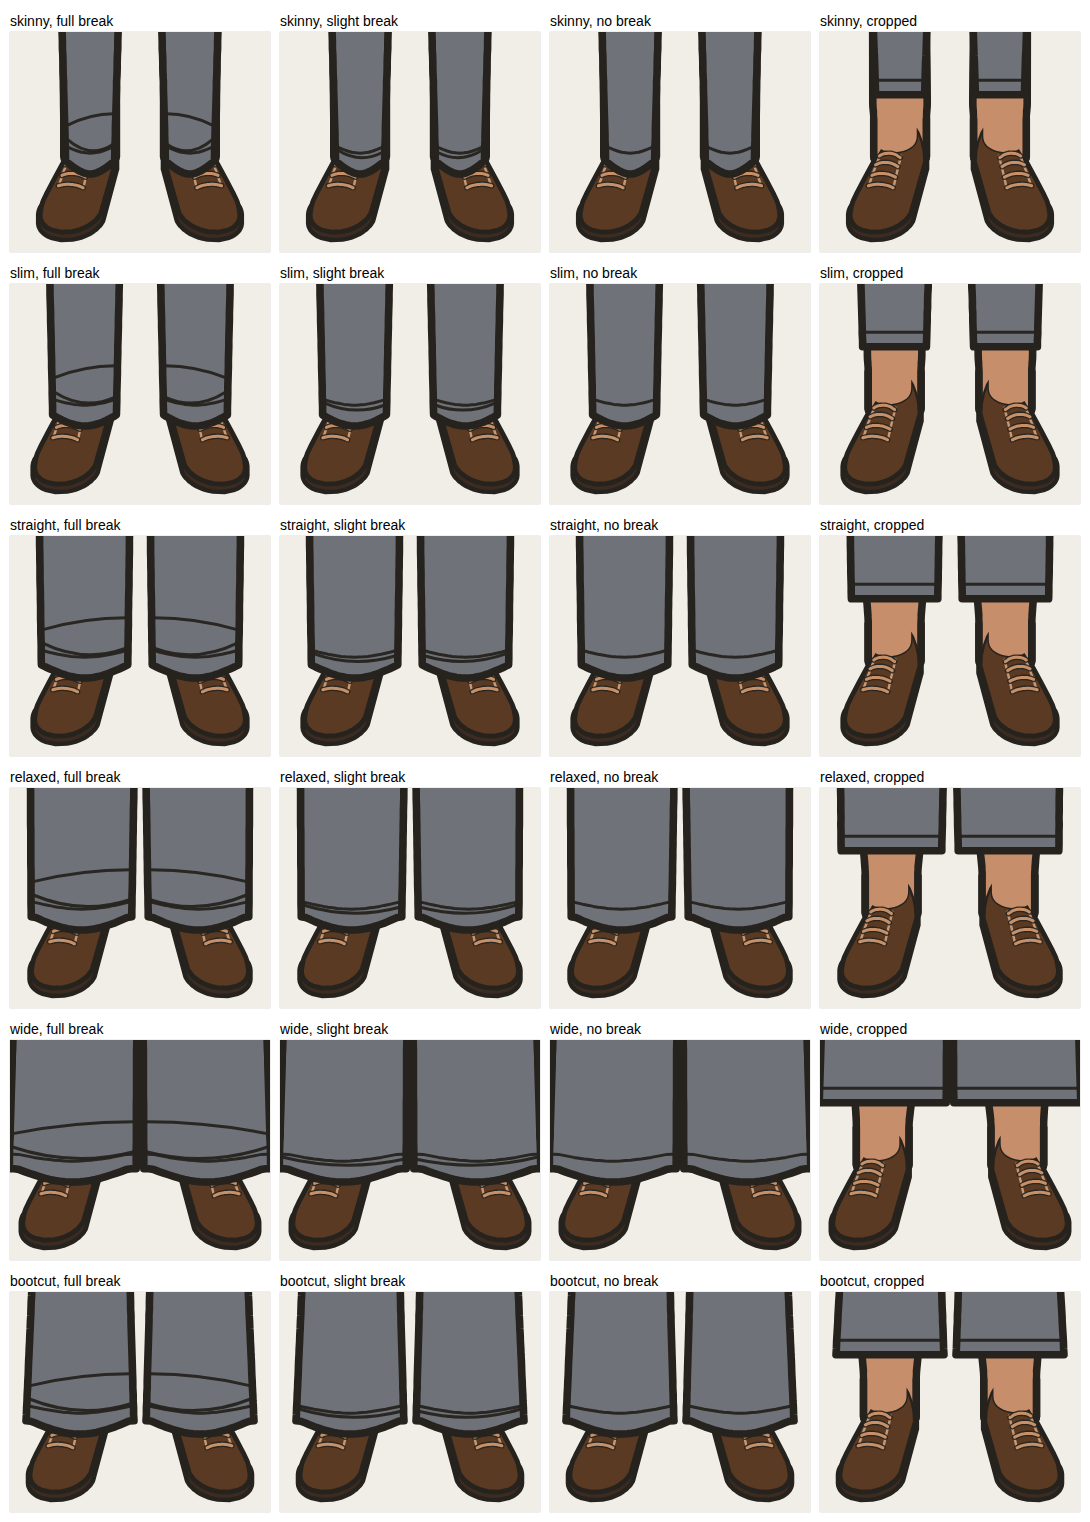 skinny, full break
skinny, slight break
skinny, no break
skinny, cropped
slim, full break
slim, slight break
slim, no break
slim, cropped
straight, full break
straight, slight break
straight, no break
straight, cropped
relaxed, full break
relaxed, slight break
relaxed, no break
relaxed, cropped
wide, full break
wide, slight break
wide, no break
wide, cropped
bootcut, full break
bootcut, slight break
bootcut, no break
bootcut, cropped